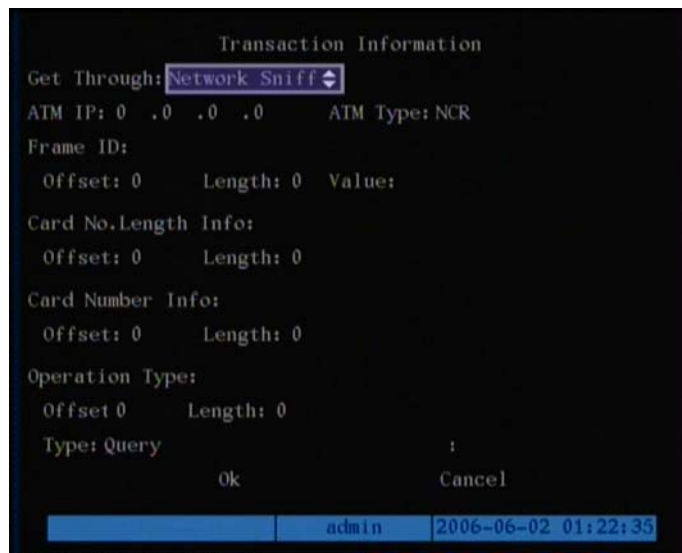 Transaction Information
Get Through: Network Sniff
ATM IP: 0 .0 .0 .0 ATM Type: NCR
Frame ID:
Offset: 0 Length: 0 Value:
Card No.Length Info:
Offset: 0 Length: 0
Card Number Info:
Offset: 0 Length: 0
Operation Type:
Offset 0 Length: 0
Type: Query :
Ok Cancel
admin 2006-06-02 01:22:35